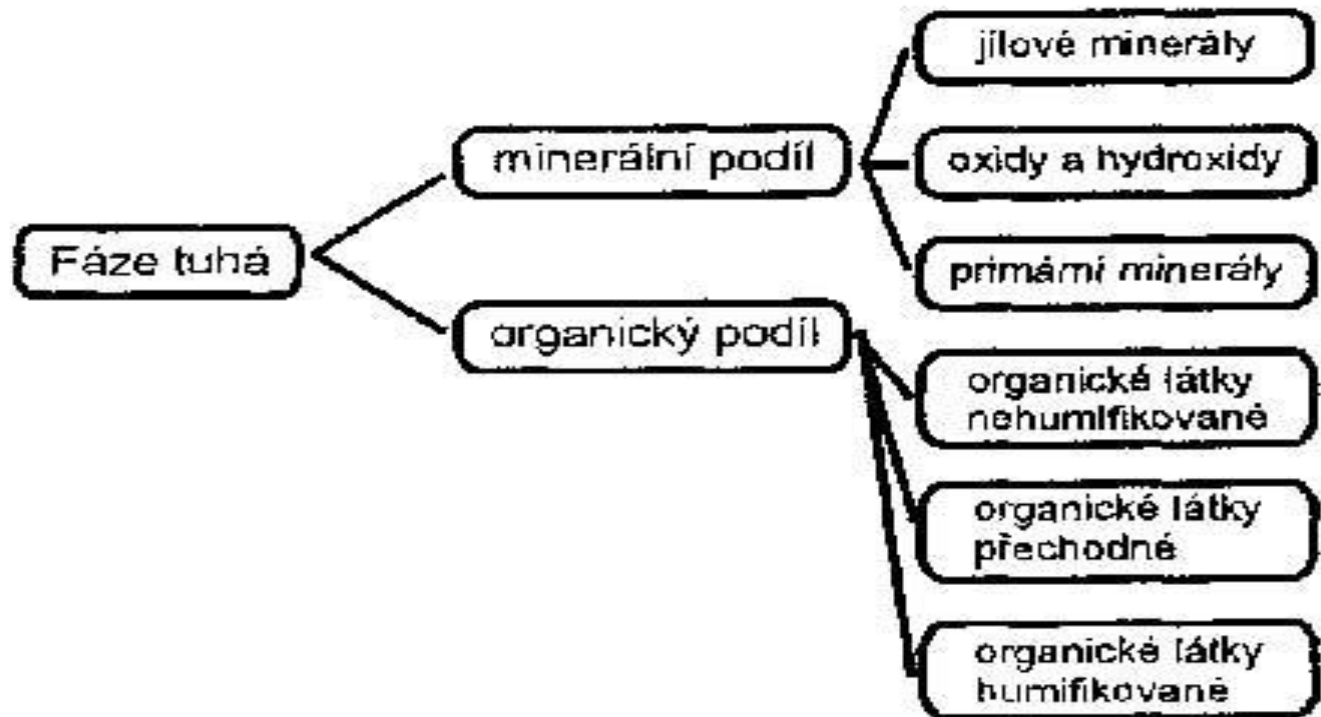 Fáze tuhá
minerální podíl
organický podíl
jílové minerály
oxidy a hydroxidy
primární minerály
organické látky
nehumifikované
organické látky
přechodné
organické látky
humifikované